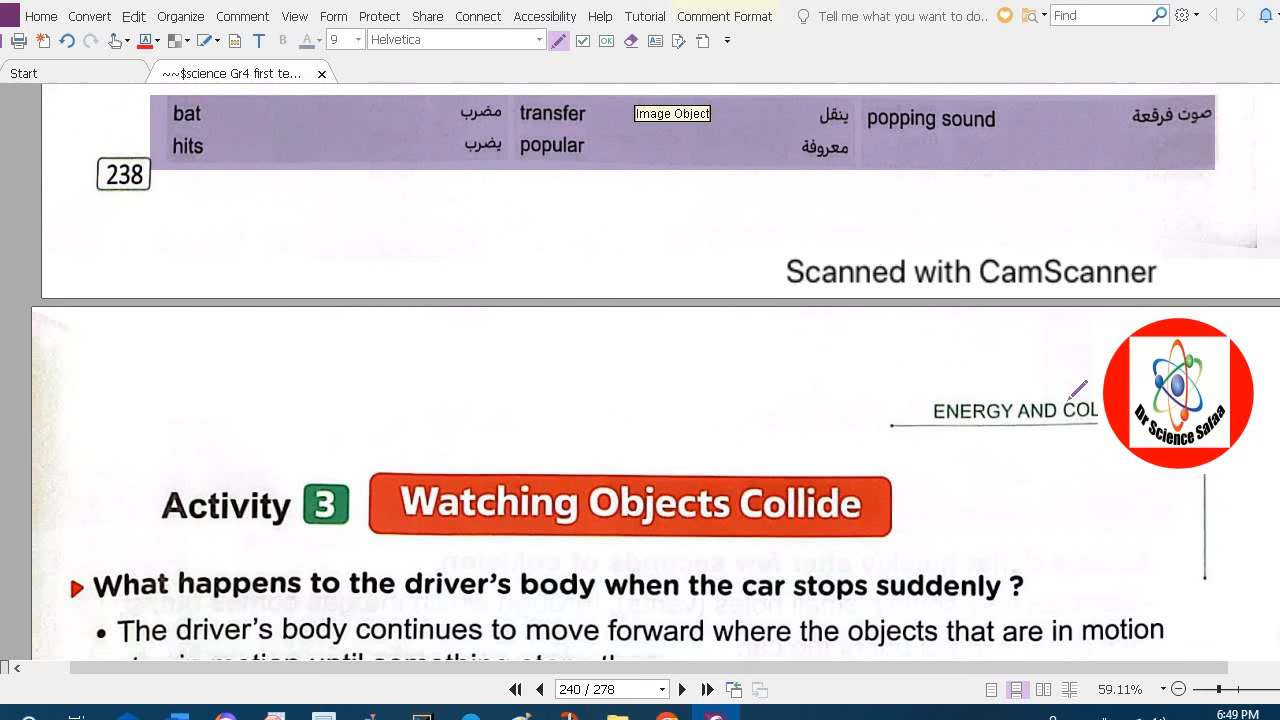 Home Convert Edit Organize Comment View Form Protect Share Connect Accessibility Help Tutorial Comment Format Tell me what you want to do.. Find
9 Helvetica
Start ~~$science Gr4 first te...
bat مضرب transfer Image Object ينقل popping sound صوت فرقعة
hits يضرب popular معروفة
238
Scanned with CamScanner
ENERGY AND COL
Dr Science Safaa
Activity 3 Watching Objects Collide
What happens to the driver's body when the car stops suddenly ?
• The driver's body continues to move forward where the objects that are in motion
240 / 278 59.11%
6:49 PM